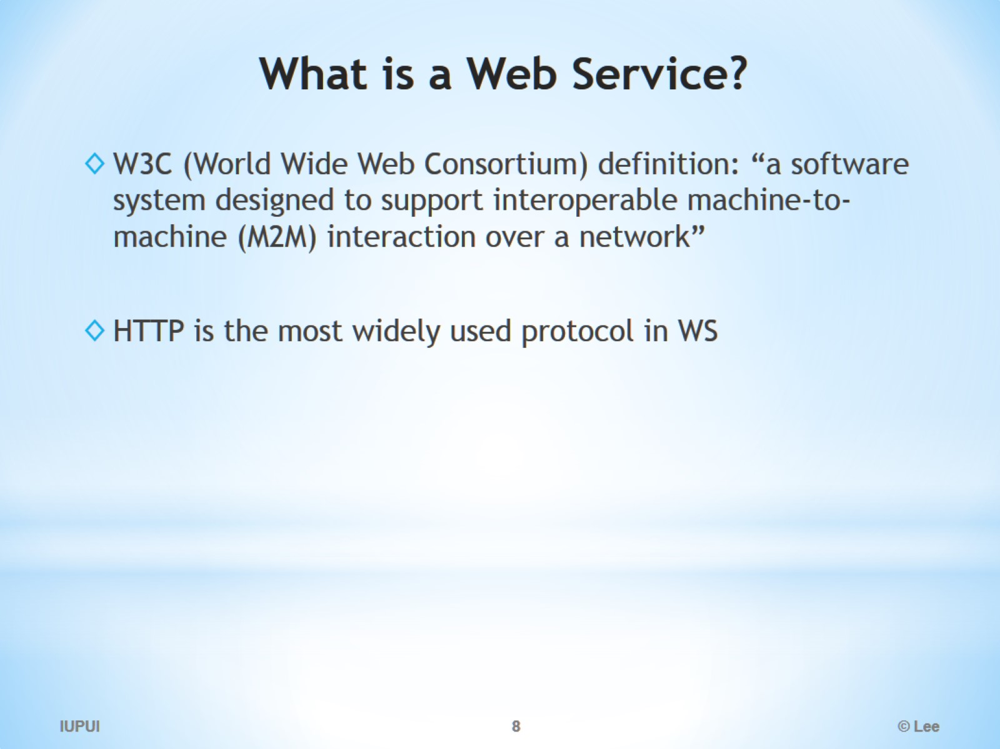 What is a Web Service?
◇ W3C (World Wide Web Consortium) definition: “a software
system designed to support interoperable machine-to-
machine (M2M) interaction over a network”
◇ HTTP is the most widely used protocol in WS
IUPUI 8 © Lee